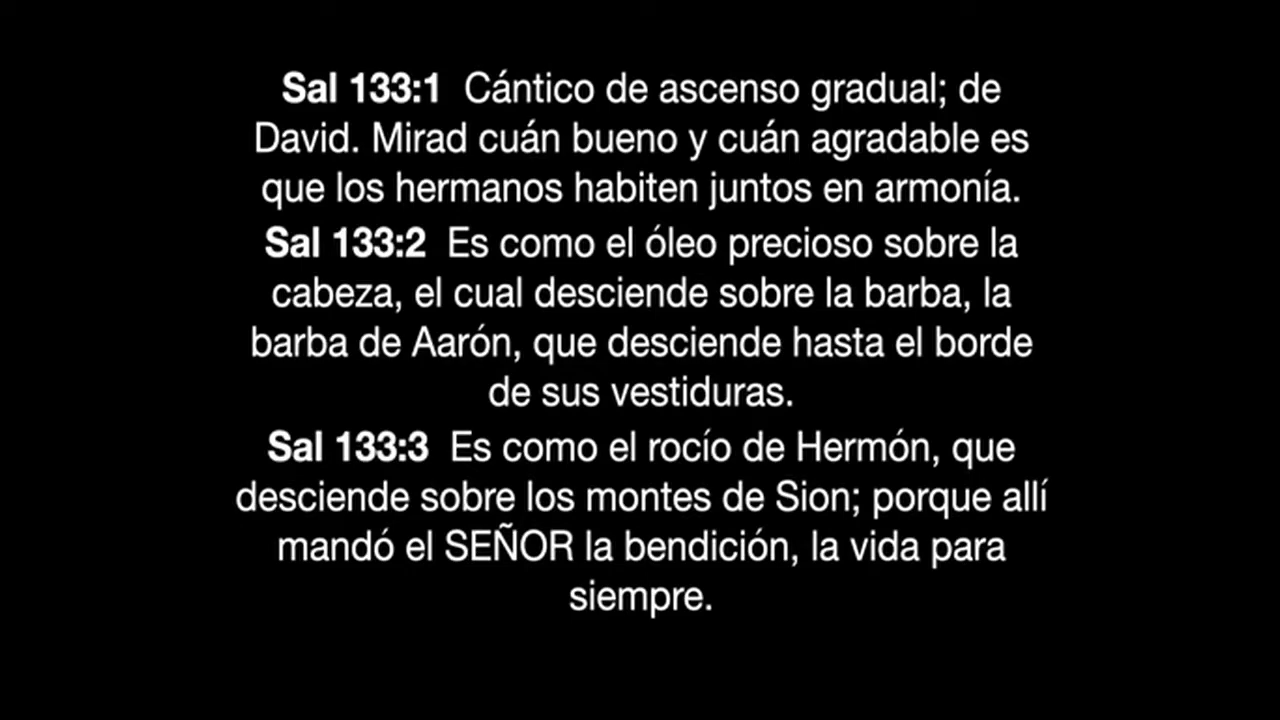 Sal 133:1 Cántico de ascenso gradual; de
David. Mirad cuán bueno y cuán agradable es
que los hermanos habiten juntos en armonía.
Sal 133:2 Es como el óleo precioso sobre la
cabeza, el cual desciende sobre la barba, la
barba de Aarón, que desciende hasta el borde
de sus vestiduras.
Sal 133:3 Es como el rocío de Hermón, que
desciende sobre los montes de Sion; porque allí
mandó el SEÑOR la bendición, la vida para
siempre.